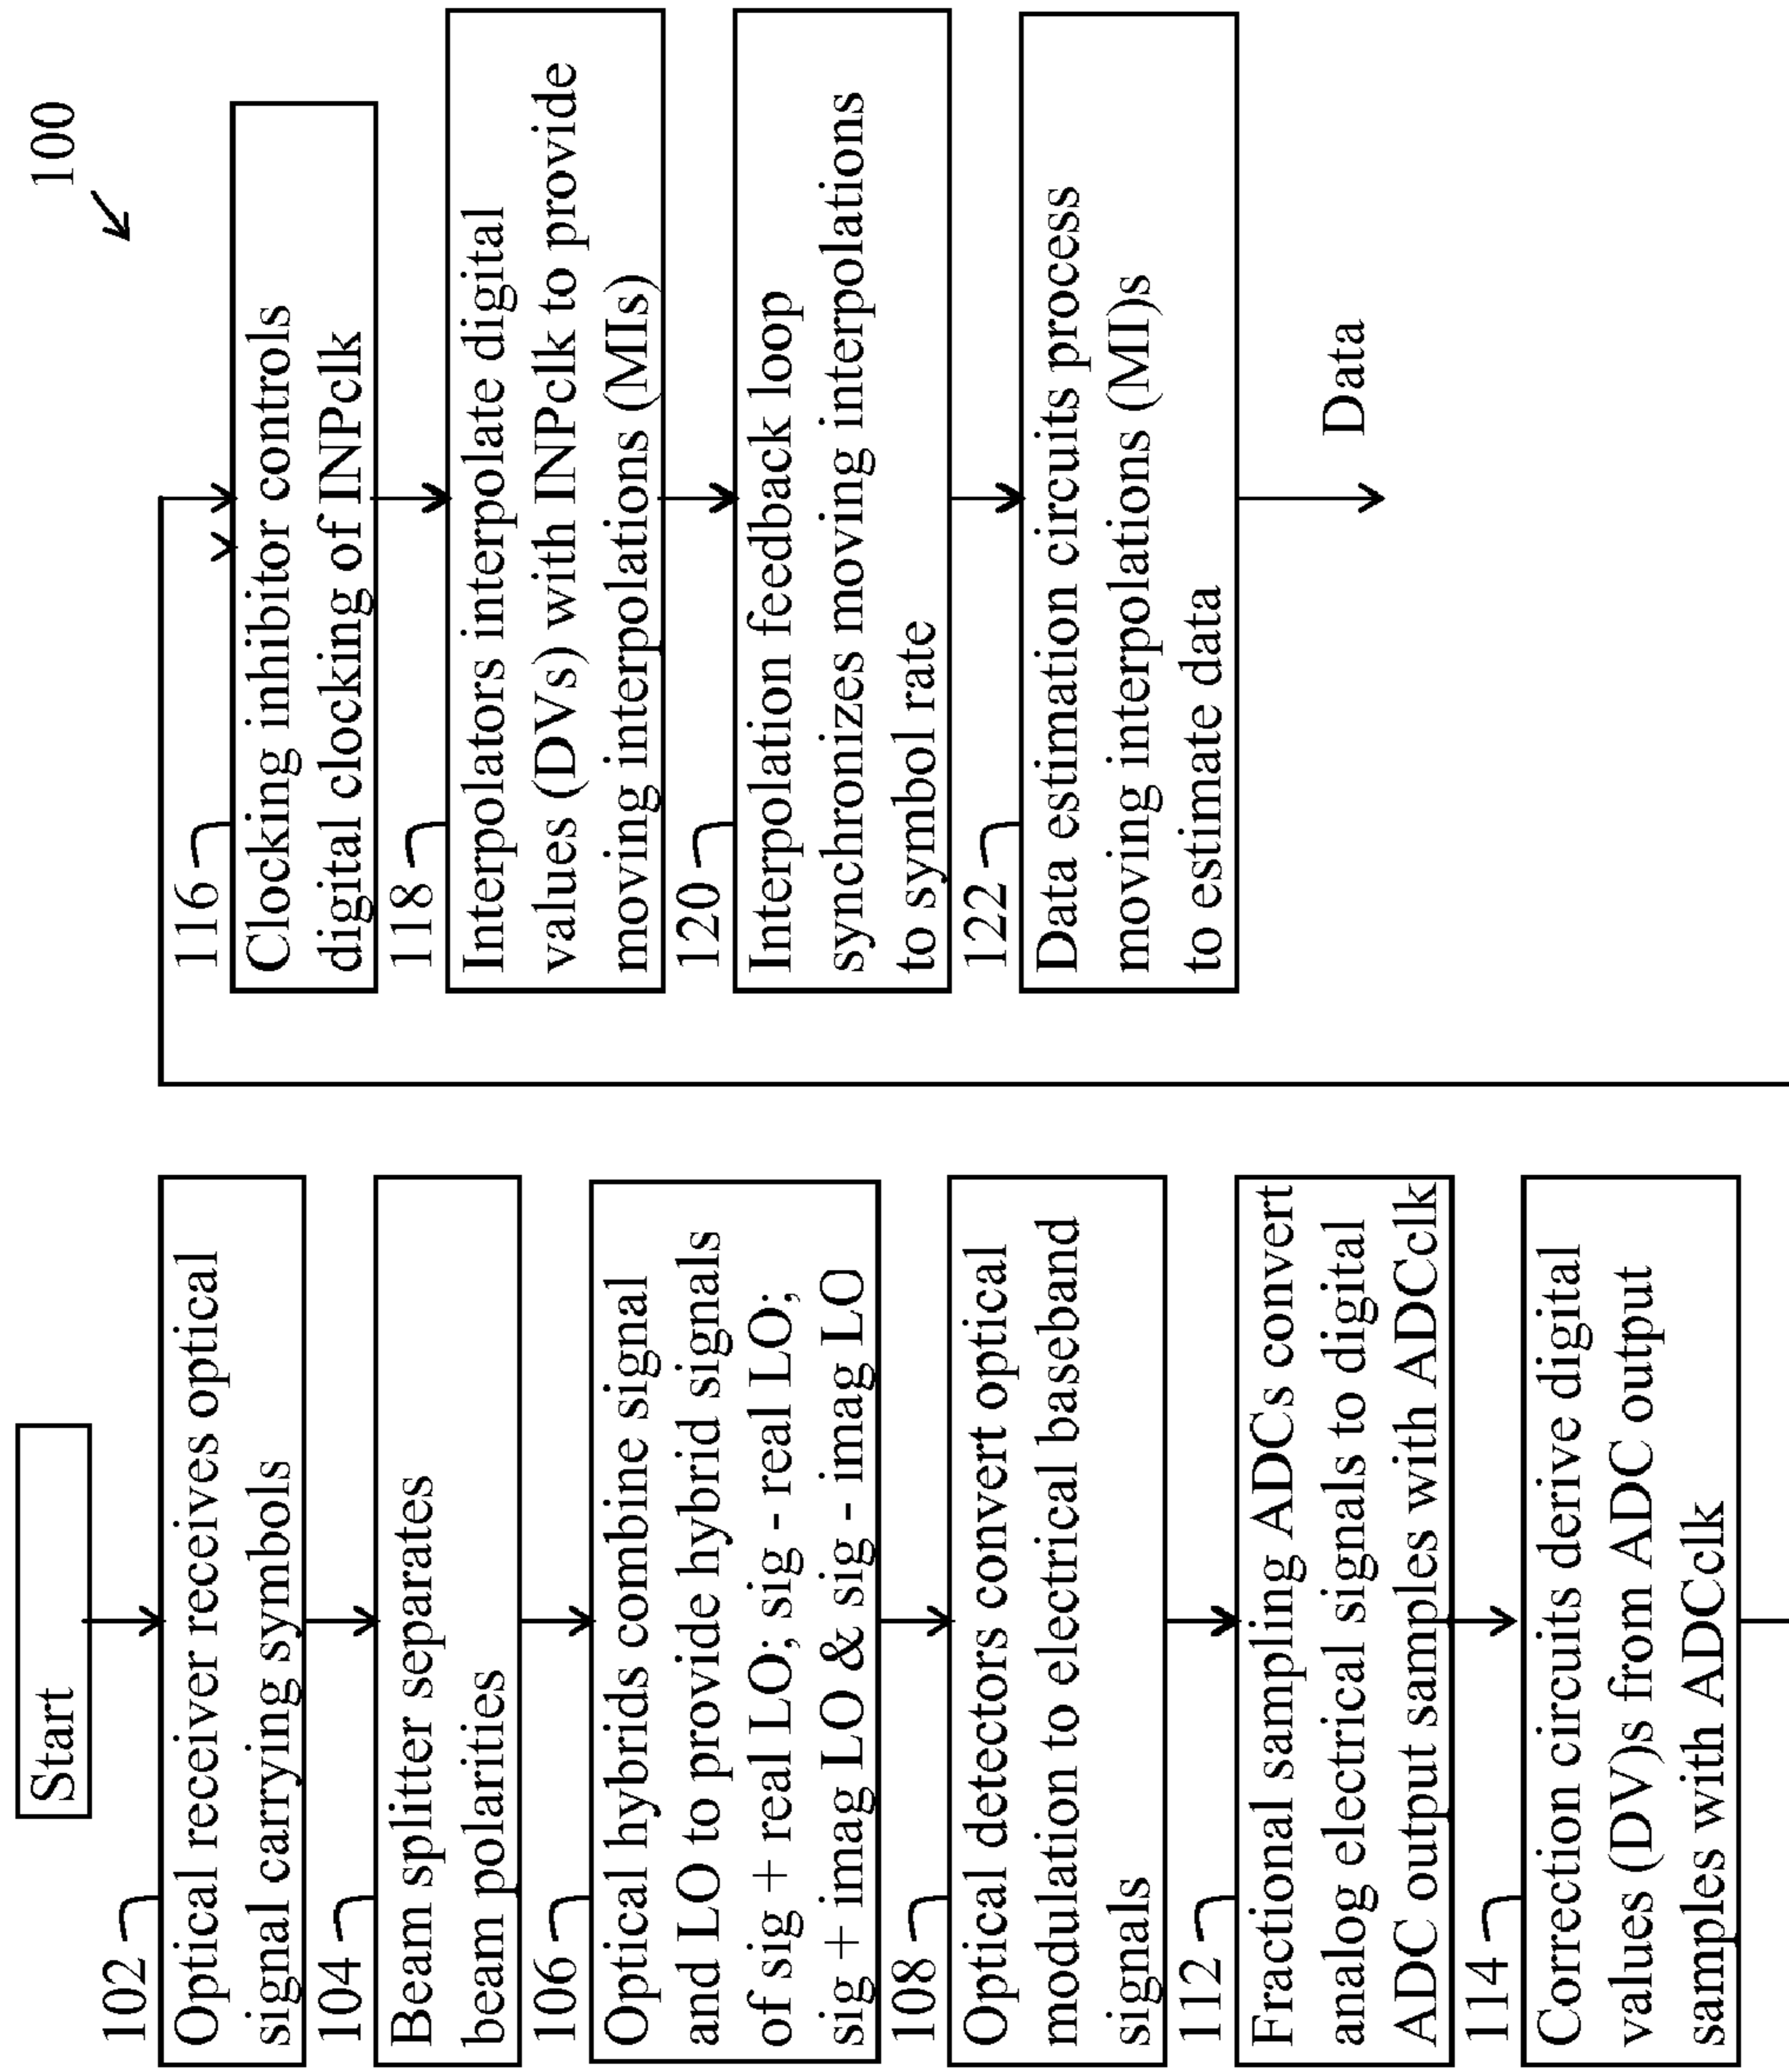 100
Start
102
Optical receiver receives optical
signal carrying symbols
104
Beam splitter separates
beam polarities
106
Optical hybrids combine signal
and LO to provide hybrid signals
of sig + real LO; sig - real LO;
sig + imag LO & sig - imag LO
108
Optical detectors convert optical
modulation to electrical baseband
signals
112
Fractional sampling ADCs convert
analog electrical signals to digital
ADC output samples with ADCclk
114
Correction circuits derive digital
values (DV)s from ADC output
samples with ADCclk
116
Clocking inhibitor controls
digital clocking of INPclk
118
Interpolators interpolate digital
values (DVs) with INPclk to provide
moving interpolations (MIs)
120
Interpolation feedback loop
synchronizes moving interpolations
to symbol rate
122
Data estimation circuits process
moving interpolations (MI)s
to estimate data
Data